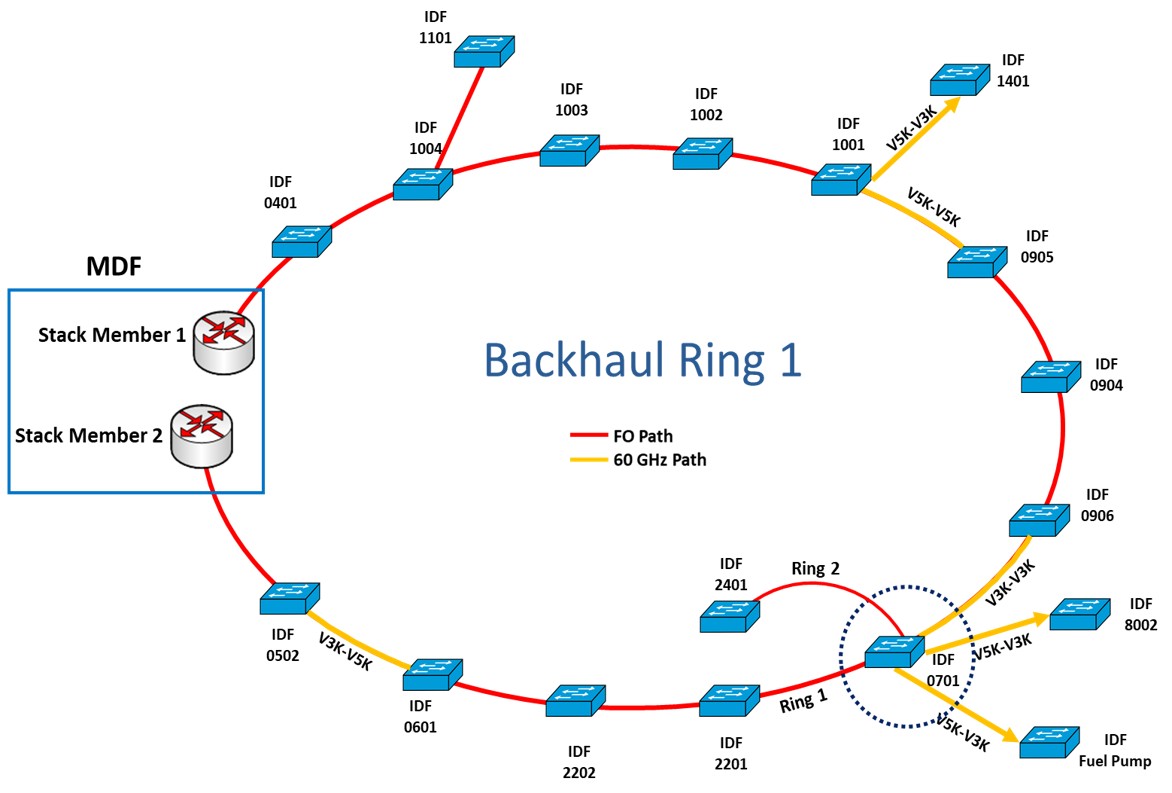 IDF
1101
IDF
1003
IDF
1002
IDF
1401
IDF
1004
IDF
1001
V5K-V3K
IDF
0401
V5K-V5K
IDF
0905
MDF
Stack Member 1
Stack Member 2
Backhaul Ring 1
FO Path
60 GHz Path
IDF
0904
IDF
0906
IDF
2401
Ring 2
V3K-V3K
IDF
8002
V5K-V3K
IDF
0701
IDF
0502
V3K-V5K
IDF
0601
Ring 1
V5K-V3K
IDF
2202
IDF
2201
IDF
Fuel Pump